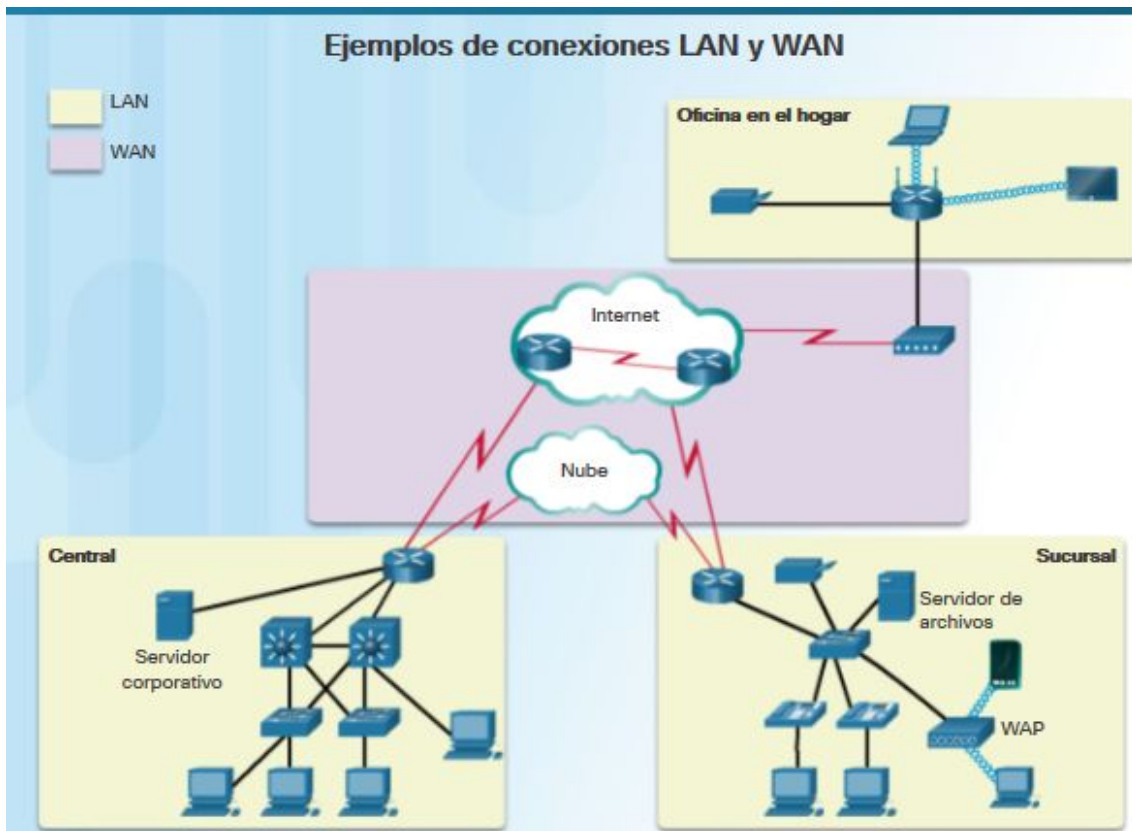 Ejemplos de conexiones LAN y WAN
LAN
WAN
Oficina en el hogar
Internet
Nube
Central
Servidor
corporativo
Sucursal
Servidor de
archivos
WAP